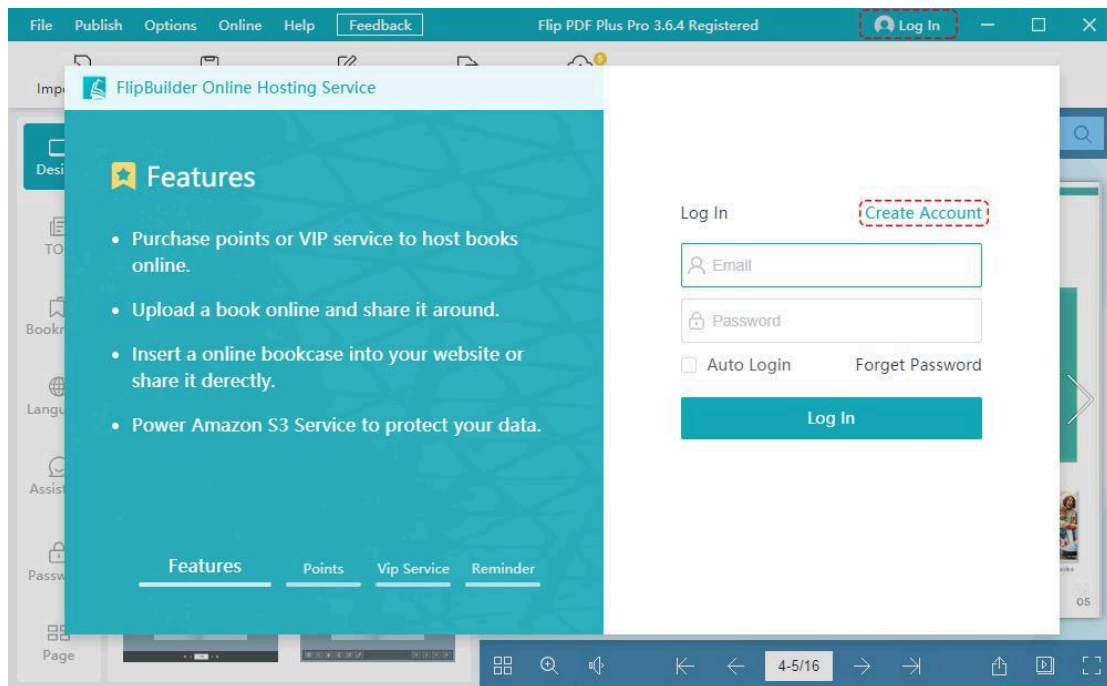 File Publish Options Online Help Feedback Flip PDF Plus Pro 3.6.4 Registered Log In
FlipBuilder Online Hosting Service
Features
• Purchase points or VIP service to host books
online.
• Upload a book online and share it around.
• Insert a online bookcase into your website or
share it derectly.
• Power Amazon S3 Service to protect your data.
Features Points Vip Service Reminder
Log In Create Account
Email
Password
Auto Login Forget Password
Log In
Page
05
4-5/16